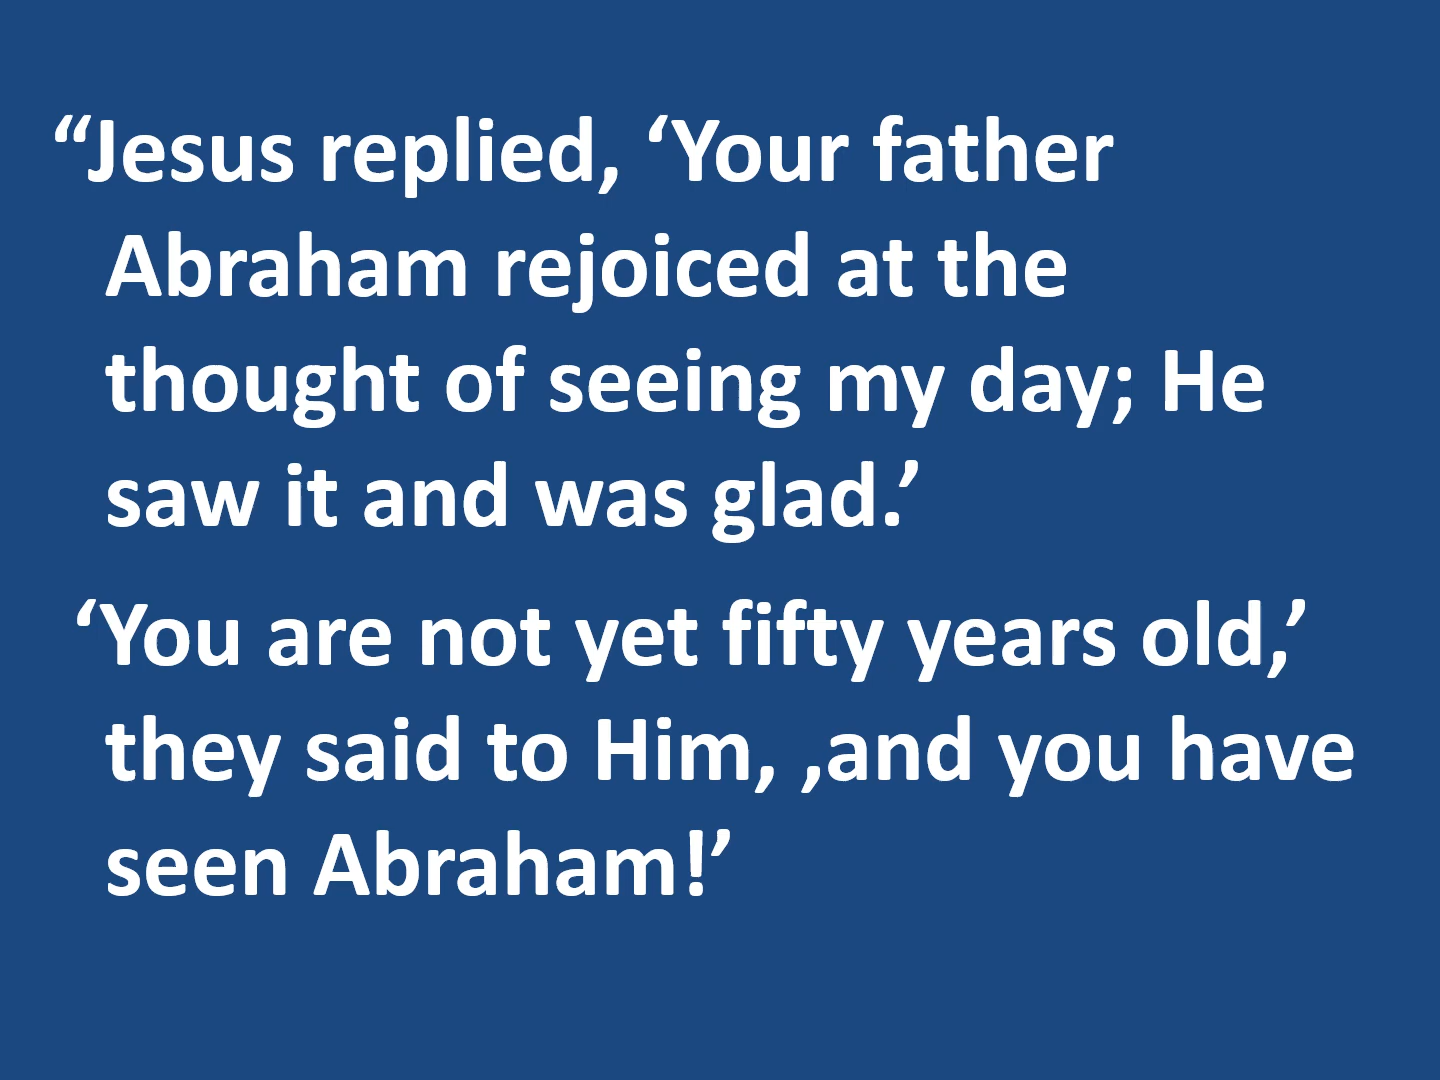 “Jesus replied, ‘Your father
Abraham rejoiced at the
thought of seeing my day; He
saw it and was glad.’
‘You are not yet fifty years old,’
they said to Him, ,and you have
seen Abraham!’